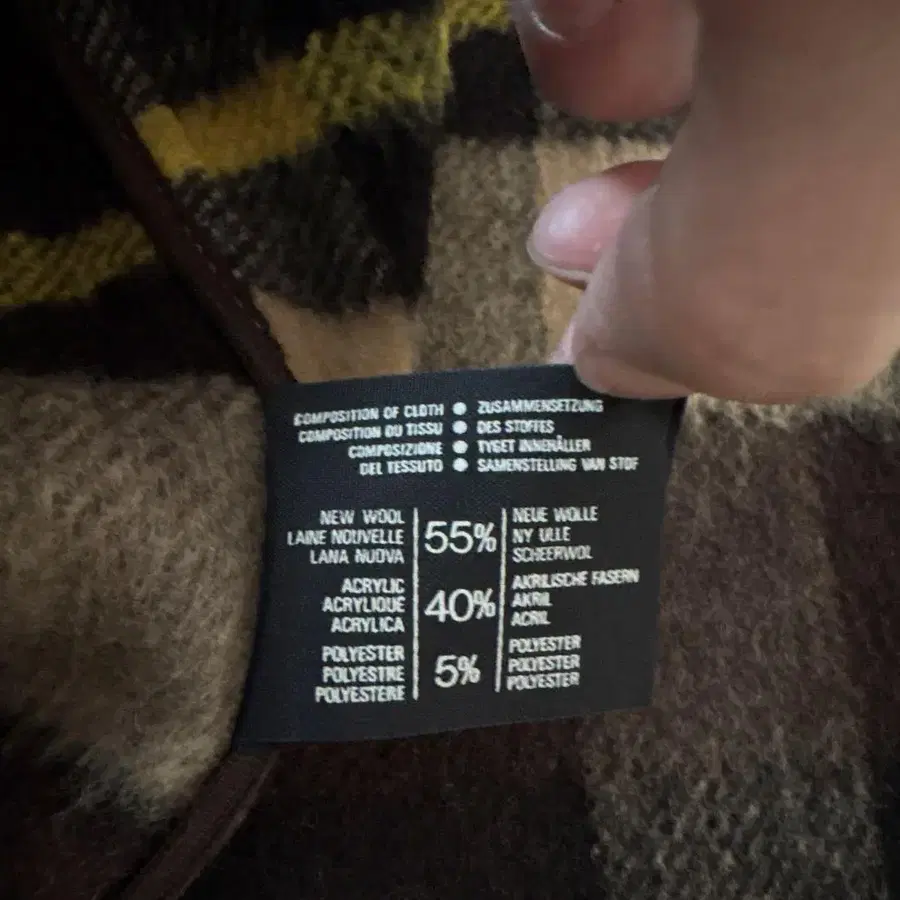 COMPOSITION OF CLOTH ● ZUSAMMENSETZUNG
COMPOSITION DU TISSU ● DES STOFFES
COMPOSIZIONE ● TYGET INNEHÅLLER
DEL TESSUTO ● SAMENSTELLING VAN STOF
NEW WOOL
LAINE NOUVELLE
LANA NUOVA
55%
NEUE WOLLE
NY ULLE
SCHEERWOL
ACRYLIC
ACRYLIQUE
ACRYLICA
40%
AKRILISCHE FASERN
AKRIL
ACRIL
POLYESTER
POLYESTRE
POLYESTERE
5%
POLYESTER
POLYESTER
POLYESTER